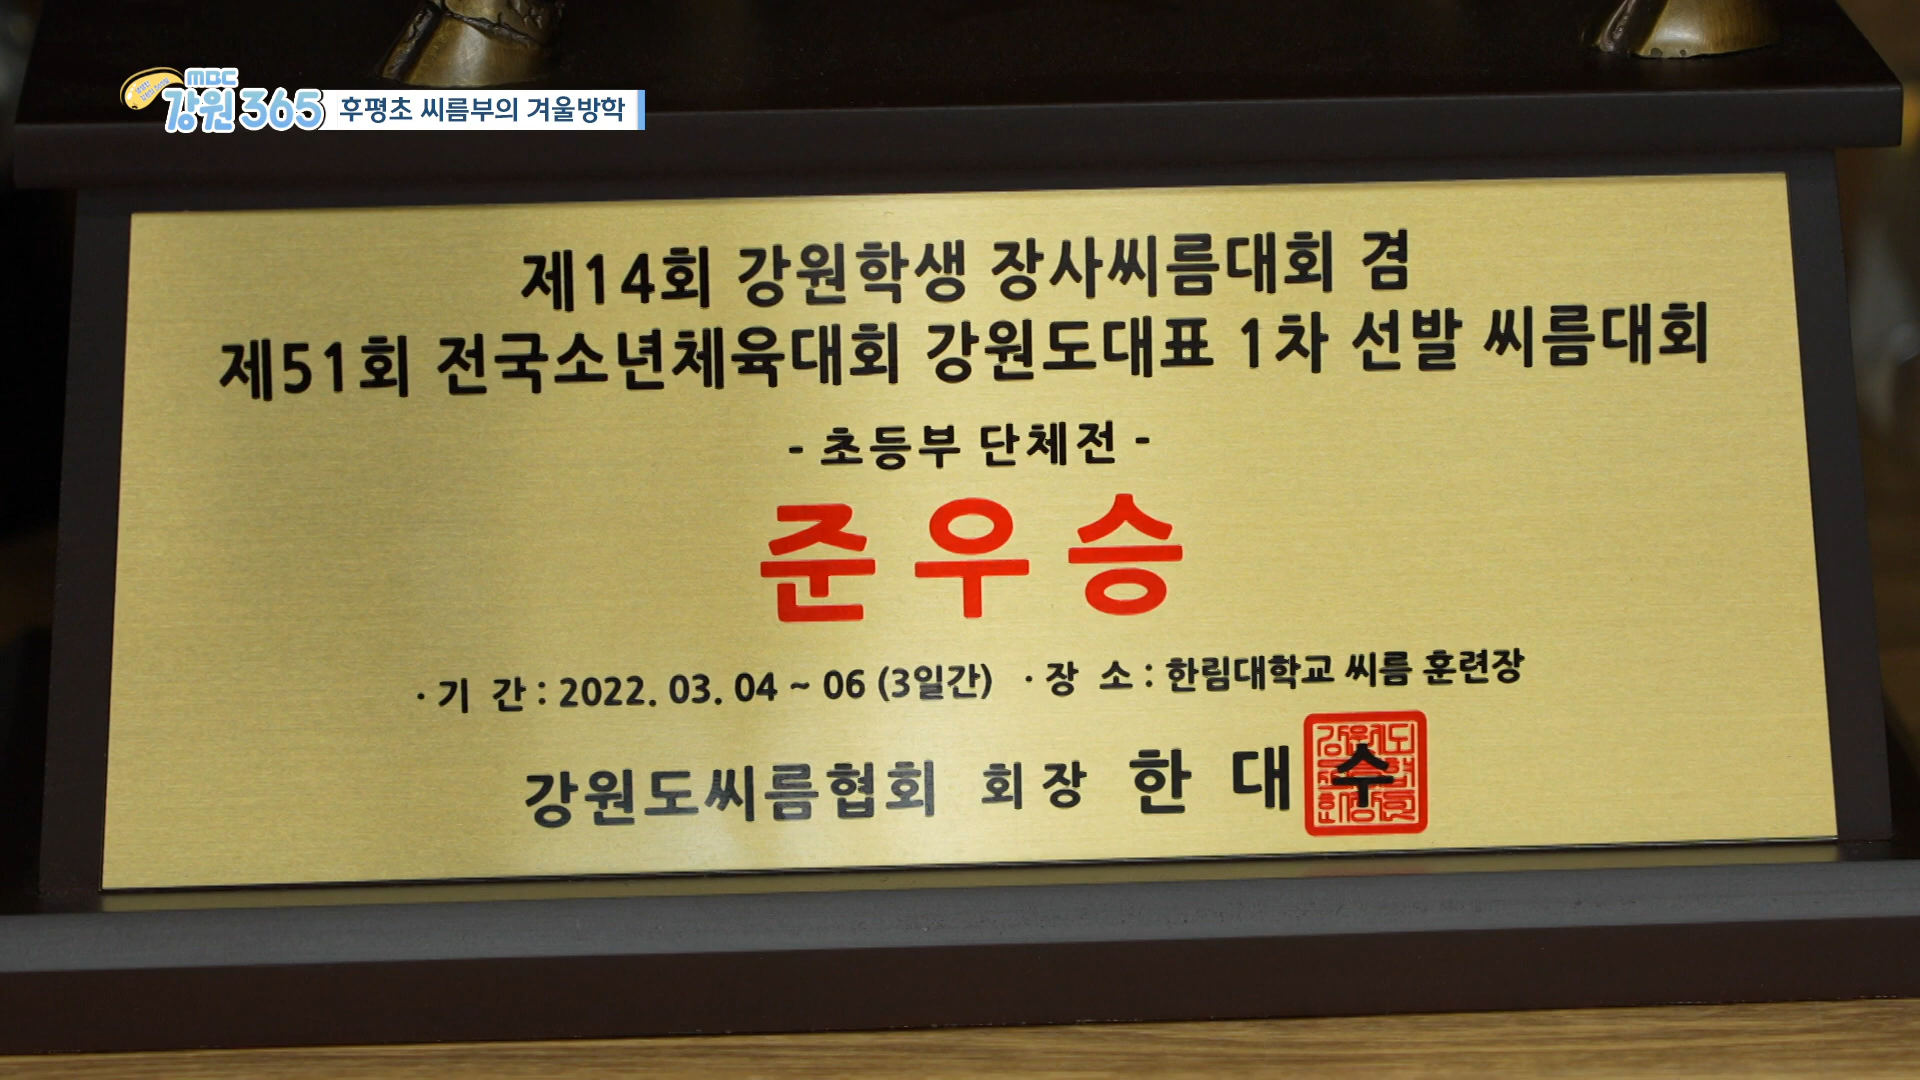 MBC
강원 365 후평초 씨름부의 겨울방학
제14회 강원학생 장사씨름대회 겸
제51회 전국소년체육대회 강원도대표 1차 선발 씨름대회
- 초등부 단체전 -
준우승
· 기 간 : 2022. 03. 04 ~ 06 (3일간) · 장 소 : 한림대학교 씨름 훈련장
강원도씨름협회 회장 한 대 수